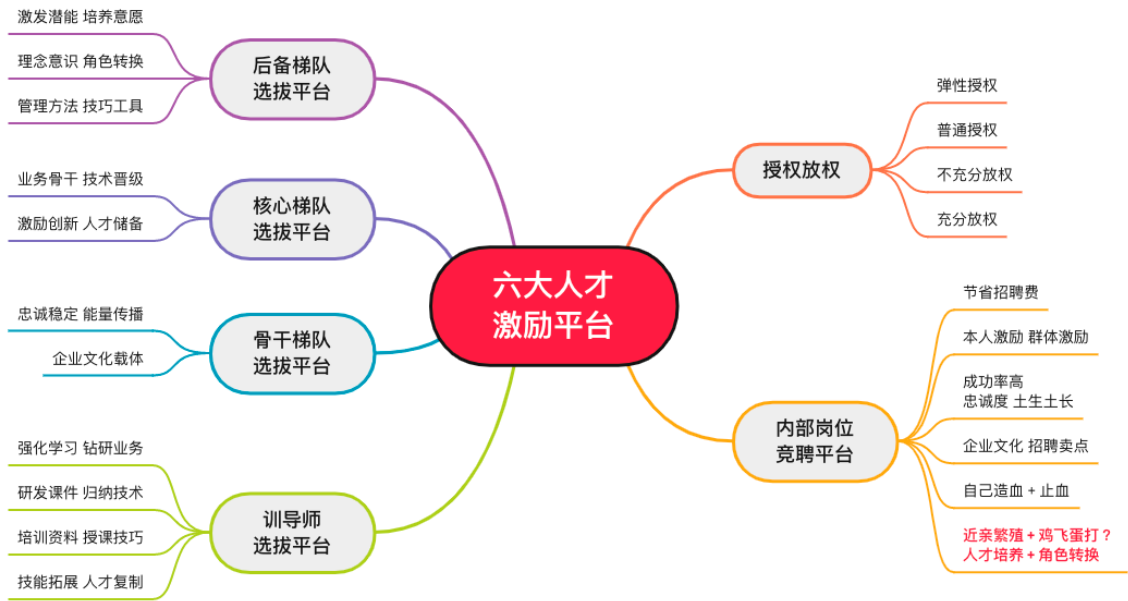 六大人才
激励平台
后备梯队
选拔平台
激发潜能 培养意愿
理念意识 角色转换
管理方法 技巧工具
核心梯队
选拔平台
业务骨干 技术晋级
激励创新 人才储备
骨干梯队
选拔平台
忠诚稳定 能量传播
企业文化载体
训导师
选拔平台
强化学习 钻研业务
研发课件 归纳技术
培训资料 授课技巧
技能拓展 人才复制
授权放权
弹性授权
普通授权
不充分放权
充分放权
内部岗位
竞聘平台
节省招聘费
本人激励 群体激励
成功率高
忠诚度 土生土长
企业文化 招聘卖点
自己造血 + 止血
近亲繁殖 + 鸡飞蛋打？
人才培养 + 角色转换